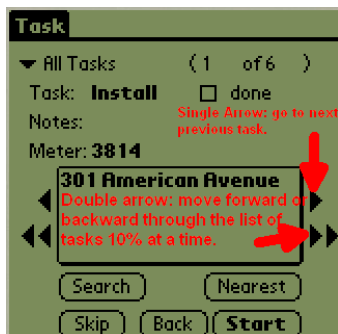 Task
All Tasks (1 of 6 )
Task: Install done
Single Arrow: go to next
previous task.
Notes:
Meter: 3814
301 American Avenue
Double arrow: move forward or
backward through the list of
tasks 10% at a time.
Search Nearest
Skip Back Start